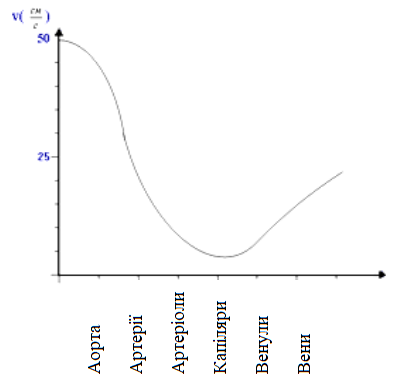 v( см/с )
50
25
Аорта
Артерії
Артеріоли
Капіляри
Венули
Вени